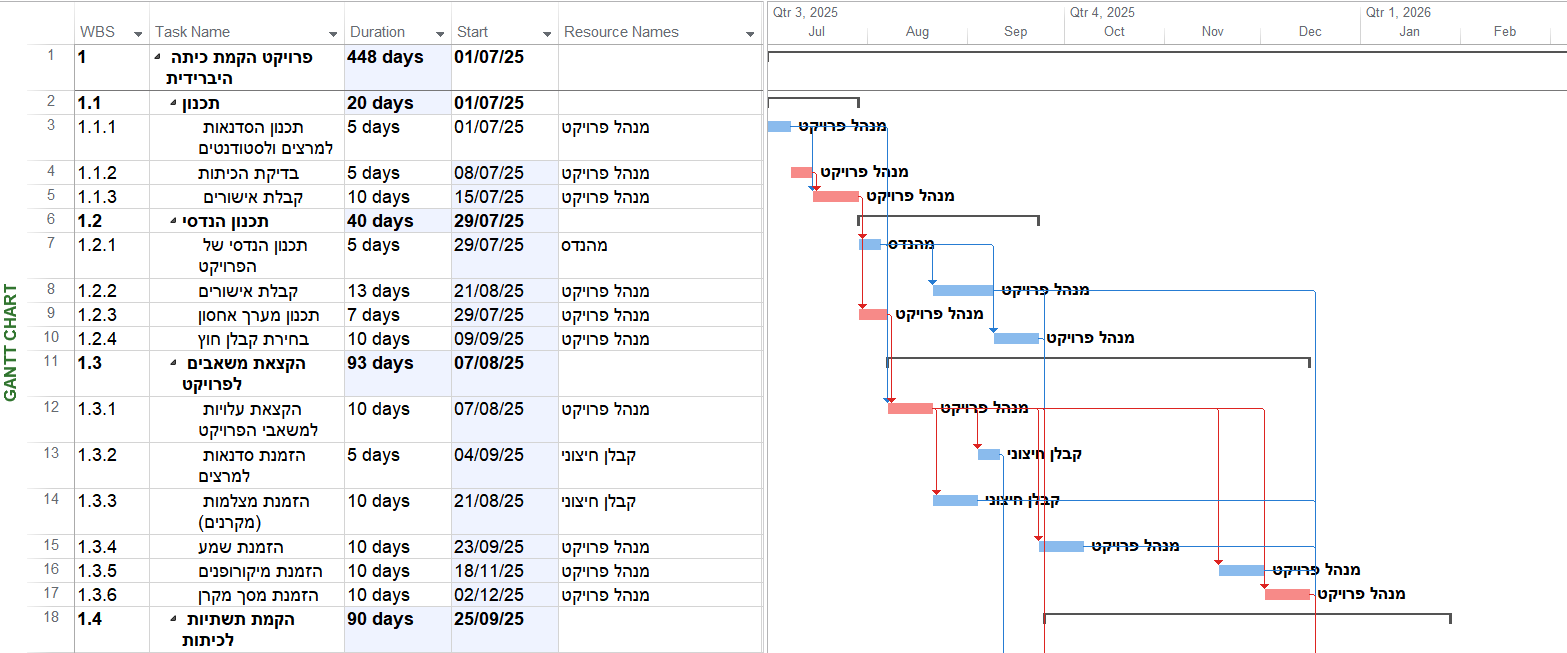 Qtr 3, 2025 Qtr 4, 2025 Qtr 1, 2026
WBS Task Name Duration Start Resource Names Jul Aug Sep Oct Nov Dec Jan Feb
1 1 פרויקט הקמת כיתה 448 days 01/07/25
היברידית
2 1.1 תכנון 20 days 01/07/25
3 1.1.1 תכנון הסדנאות 5 days 01/07/25 מנהל פרויקט מנהל פרויקט
למרצים ולסטודנטים
4 1.1.2 בדיקת הכיתות 5 days 08/07/25 מנהל פרויקט מנהל פרויקט
5 1.1.3 קבלת אישורים 10 days 15/07/25 מנהל פרויקט מנהל פרויקט
6 1.2 תכנון הנדסי 40 days 29/07/25
7 1.2.1 תכנון הנדסי של 5 days 29/07/25 מהנדס מהנדס
הפרויקט
8 1.2.2 קבלת אישורים 13 days 21/08/25 מנהל פרויקט מנהל פרויקט
9 1.2.3 תכנון מערך אחסון 7 days 29/07/25 מנהל פרויקט מנהל פרויקט
10 1.2.4 בחירת קבלן חוץ 10 days 09/09/25 מנהל פרויקט מנהל פרויקט
11 1.3 הקצאת משאבים 93 days 07/08/25
לפרויקט
12 1.3.1 הקצאת עלויות 10 days 07/08/25 מנהל פרויקט מנהל פרויקט
למשאבי הפרויקט
13 1.3.2 הזמנת סדנאות 5 days 04/09/25 קבלן חיצוני קבלן חיצוני
למרצים
14 1.3.3 הזמנת מצלמות 10 days 21/08/25 קבלן חיצוני קבלן חיצוני
(מקרנים)
15 1.3.4 הזמנת שמע 10 days 23/09/25 מנהל פרויקט מנהל פרויקט
16 1.3.5 הזמנת מיקורופנים 10 days 18/11/25 מנהל פרויקט מנהל פרויקט
17 1.3.6 הזמנת מסך מקרן 10 days 02/12/25 מנהל פרויקט מנהל פרויקט
18 1.4 הקמת תשתיות 90 days 25/09/25
לכיתות
GANTT CHART